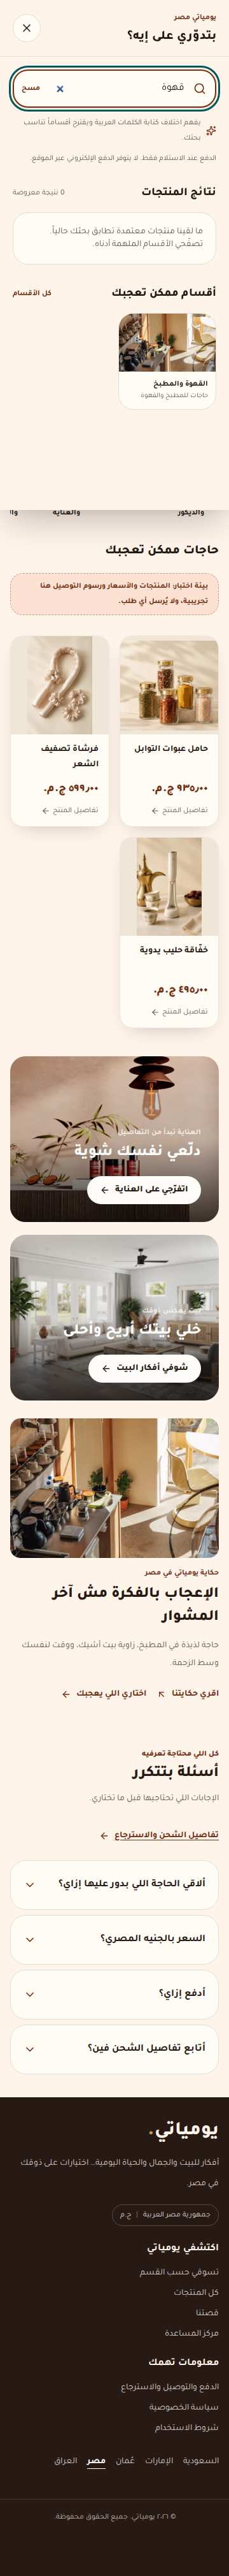 يومياتي مصر
بتدوّري على إيه؟
قهوة
مسح
يفهم اختلاف كتابة الكلمات العربية ويقترح أقساماً تناسب
بحثك.
الدفع عند الاستلام فقط. لا يتوفر الدفع الإلكتروني عبر الموقع.
نتائج المنتجات
0 نتيجة معروضة
ما لقينا منتجات معتمدة تطابق بحثك حالياً.
تصفحي الأقسام الملهمة أدناه.
أقسام ممكن تعجبك
كل الأقسام
القهوة والمطبخ
حاجات للمطبخ والقهوة
والديكور
والعناية
حاجات ممكن تعجبك
بيئة اختبار: المنتجات والأسعار ورسوم التوصيل هنا
تجريبية، ولا يُرسل أي طلب.
حامل عبوات التوابل
٩٣٥٫٠٠ ج.م.
تفاصيل المنتج
فرشاة تصفيف
الشعر
٥٩٩٫٠٠ ج.م.
تفاصيل المنتج
خفّاقة حليب يدوية
٤٩٥٫٠٠ ج.م.
تفاصيل المنتج
العناية تبدأ من التفاصيل
دلّعي نفسك شوية
اتفرّجي على العناية
خلي بيتك أريح وأحلى
شوفي أفكار البيت
حكاية يومياتي في مصر
الإعجاب بالفكرة مش آخر
المشوار
حاجة لذيذة في المطبخ، زاوية بيت أشيك، ووقت لنفسك
وسط الزحمة.
اقري حكايتنا
اختاري اللي يعجبك
كل اللي محتاجة تعرفيه
أسئلة بتتكرر
الإجابات اللي تحتاجيها قبل ما تختاري.
تفاصيل الشحن والاسترجاع
ألاقي الحاجة اللي بدور عليها إزاي؟
السعر بالجنيه المصري؟
أدفع إزاي؟
أتابع تفاصيل الشحن فين؟
يومياتي.
أفكار للبيت والجمال والحياة اليومية… اختيارات على ذوقك
في مصر.
جمهورية مصر العربية | ج.م
اكتشفي يومياتي
تسوقي حسب القسم
كل المنتجات
قصتنا
مركز المساعدة
معلومات تهمك
الدفع والتوصيل والاسترجاع
سياسة الخصوصية
شروط الاستخدام
السعودية
الإمارات
عُمان
مصر
العراق
© ٢٠٢٦ يومياتي. جميع الحقوق محفوظة.